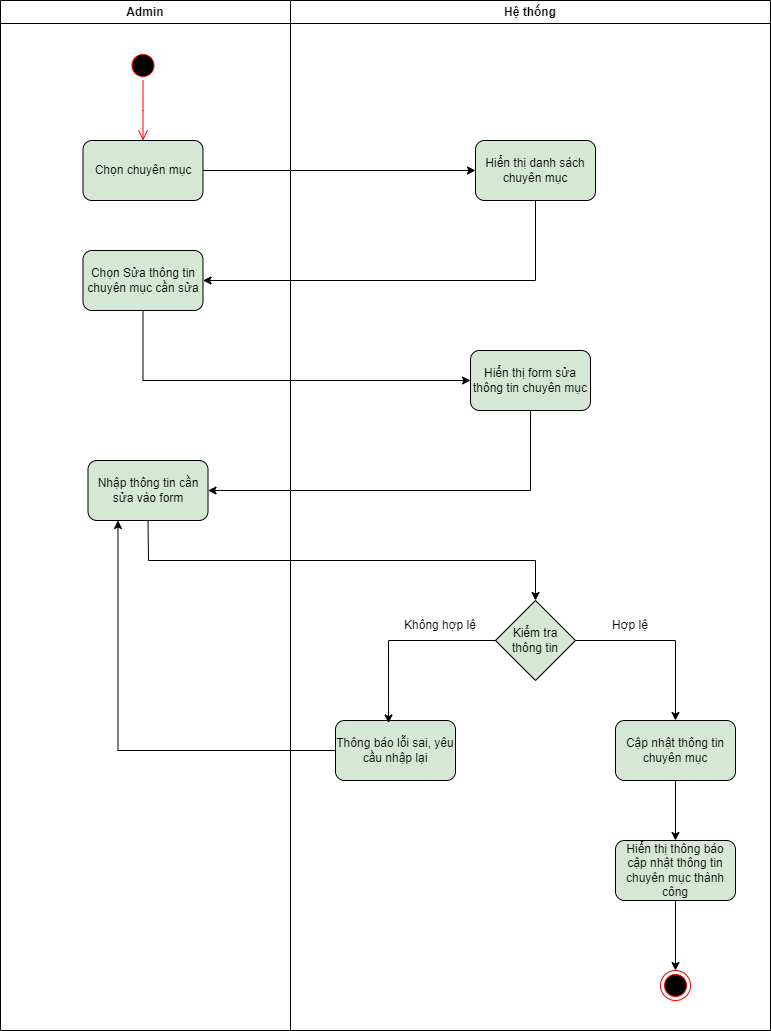 Admin
Hệ thống
Chọn chuyên mục
Hiển thị danh sách
chuyên mục
Chọn Sửa thông tin
chuyên mục cần sửa
Hiển thị form sửa
thông tin chuyên mục
Nhập thông tin cần
sửa vào form
Không hợp lệ
Kiểm tra
thông tin
Hợp lệ
Thông báo lỗi sai, yêu
cầu nhập lại
Cập nhật thông tin
chuyên mục
Hiển thị thông báo
cập nhật thông tin
chuyên mục thành
công